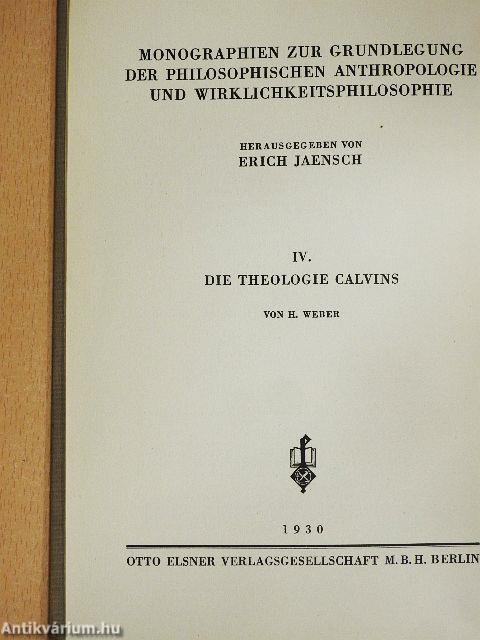 MONOGRAPHIEN ZUR GRUNDLEGUNG
DER PHILOSOPHISCHEN ANTHROPOLOGIE
UND WIRKLICHKEITSPHILOSOPHIE
HERAUSGEGEBEN VON
ERICH JAENSCH
IV.
DIE THEOLOGIE CALVINS
VON H. WEBER
1930
OTTO ELSNER VERLAGSGESELLSCHAFT M.B.H. BERLIN
Antikvárium.hu